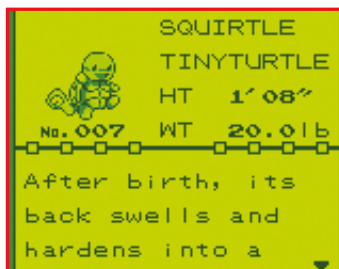 SQUIRTLE
TINYTURTLE
HT 1′08″
No.007 WT 20.0lb
After birth, its
back swells and
hardens into a